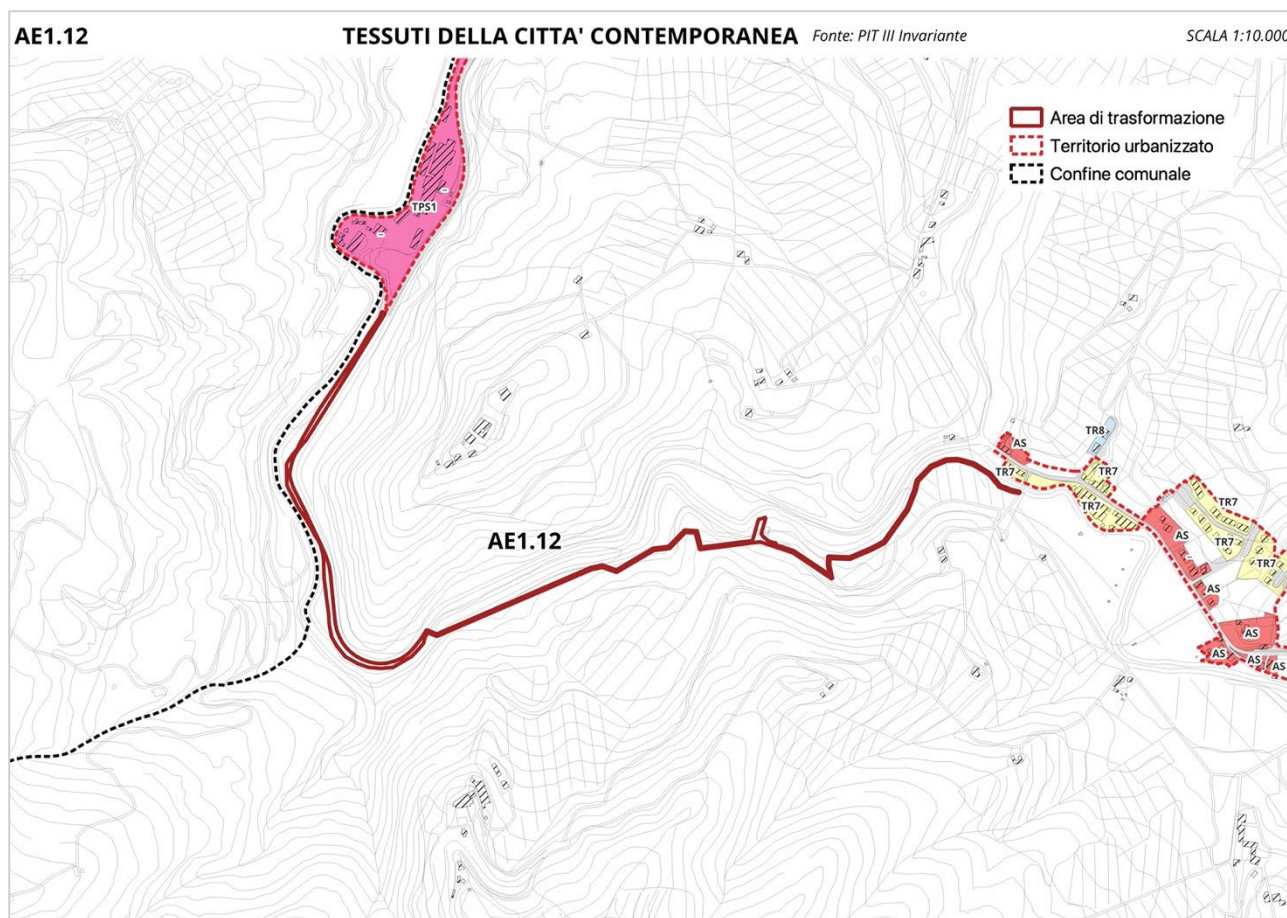 AE1.12 TESSUTI DELLA CITTA' CONTEMPORANEA Fonte: PIT III Invariante SCALA 1:10.000
Area di trasformazione
Territorio urbanizzato
Confine comunale
TPS1
TR8
AS
TR7
TR7
TR7
TR7
AE1.12
AS
TR7
TR7
AS
AS
AS
AS
AS